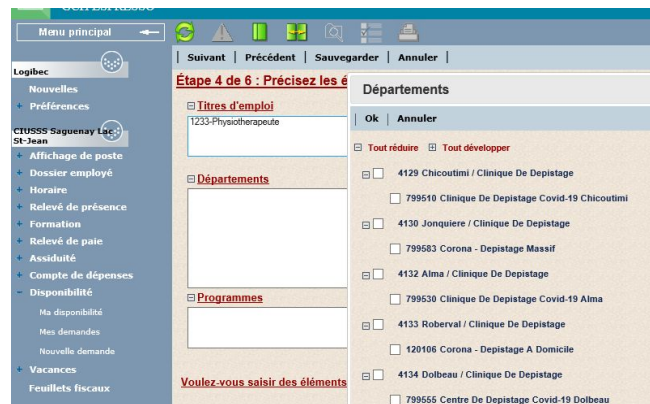 Menu principal
Logibec
Nouvelles
+ Préférences
CIUSSS Saguenay Lac-
St-Jean
+ Affichage de poste
+ Dossier employé
+ Horaire
+ Relevé de présence
+ Formation
+ Relevé de paie
+ Assiduité
+ Compte de dépenses
- Disponibilité
Ma disponibilité
Mes demandes
Nouvelle demande
+ Vacances
Feuillets fiscaux
| Suivant | Précédent | Sauvegarder | Annuler |
Étape 4 de 6 : Précisez les é
Titres d'emploi
1233-Physiotherapeute
Départements
Programmes
Voulez-vous saisir des éléments
Départements
| Ok | Annuler
Tout réduire Tout développer
4129 Chicoutimi / Clinique De Depistage
799510 Clinique De Depistage Covid-19 Chicoutimi
4130 Jonquiere / Clinique De Depistage
799583 Corona - Depistage Massif
4132 Alma / Clinique De Depistage
799530 Clinique De Depistage Covid-19 Alma
4133 Roberval / Clinique De Depistage
120106 Corona - Depistage A Domicile
4134 Dolbeau / Clinique De Depistage
799555 Centre De Depistage Covid-19 Dolbeau